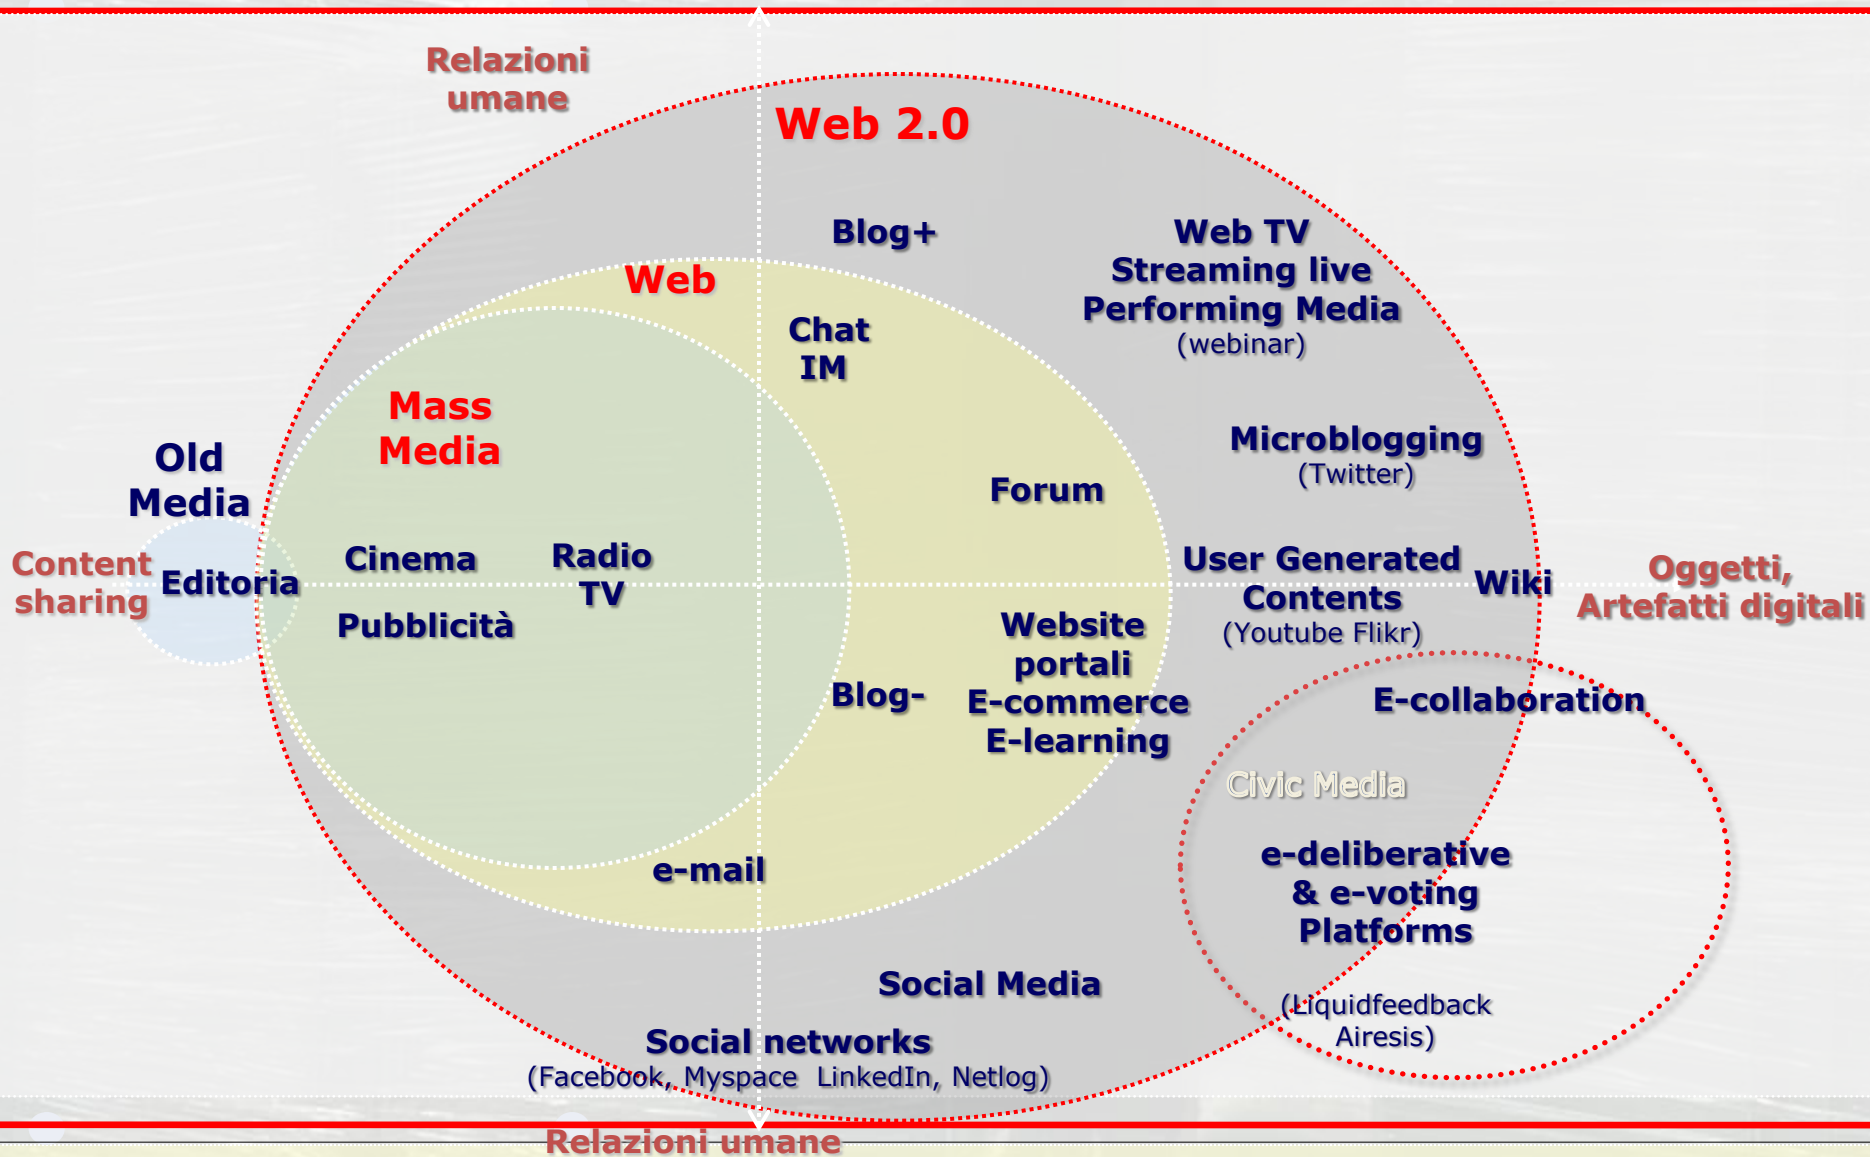 Relazioni
umane
Web 2.0
Blog+
Web TV
Streaming live
Performing Media
(webinar)
Web
Chat
IM
Mass
Media
Microblogging
(Twitter)
Old
Media
Forum
Content
sharing
Editoria
Cinema
Radio
TV
Pubblicità
User Generated
Contents
(Youtube Flikr)
Wiki
Oggetti,
Artefatti digitali
Website
portali
E-commerce
E-learning
Blog-
E-collaboration
Civic Media
e-deliberative
& e-voting
Platforms
(Liquidfeedback
Airesis)
e-mail
Social Media
Social networks
(Facebook, Myspace LinkedIn, Netlog)
Relazioni umane